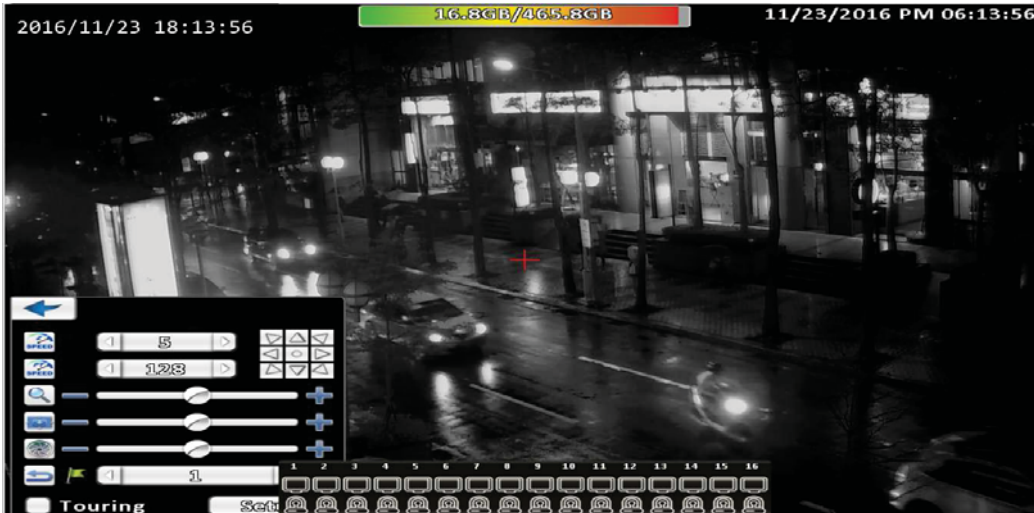 2016/11/23 18:13:56
16.8GB/465.8GB
11/23/2016 PM 06:13:56
SPEED
5
SPEED
128
1
1 2 3 4 5 6 7 8 9 10 11 12 13 14 15 16
Touring